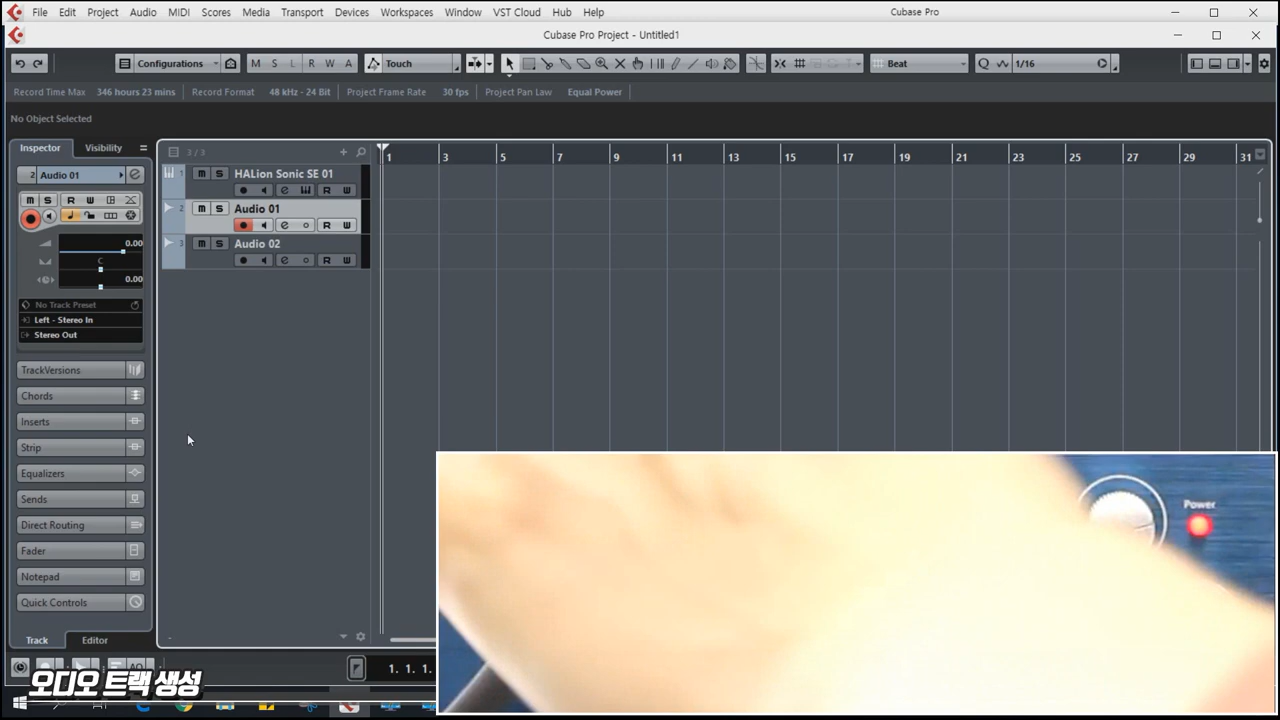 File Edit Project Audio MIDI Scores Media Transport Devices Workspaces Window VST Cloud Hub Help Cubase Pro
Cubase Pro Project - Untitled1
Configurations M S L R W A Touch Beat Q 1/16
Record Time Max 346 hours 23 mins Record Format 48 kHz - 24 Bit Project Frame Rate 30 fps Project Pan Law Equal Power
No Object Selected
Inspector Visibility 3 / 3 1 3 5 7 9 11 13 15 17 19 21 23 25 27 29 31
2 Audio 01
M S R W
0.00
C
0.00
No Track Preset
Left - Stereo In
Stereo Out
1 M S HALion Sonic SE 01
R W
2 M S Audio 01
R W
3 M S Audio 02
R W
TrackVersions
Chords
Inserts
Strip
Equalizers
Sends
Direct Routing
Fader
Notepad
Quick Controls
Track Editor
1. 1. 1.
오디오 트랙 생성
Power